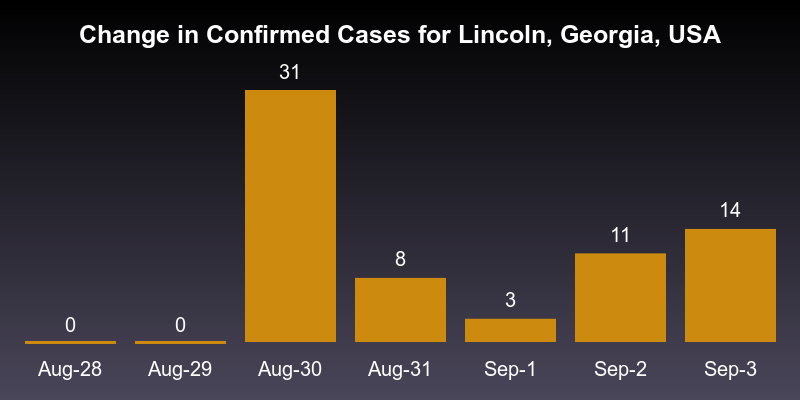 Change in Confirmed Cases for Lincoln, Georgia, USA
0 0 31 8 3 11 14
Aug-28 Aug-29 Aug-30 Aug-31 Sep-1 Sep-2 Sep-3